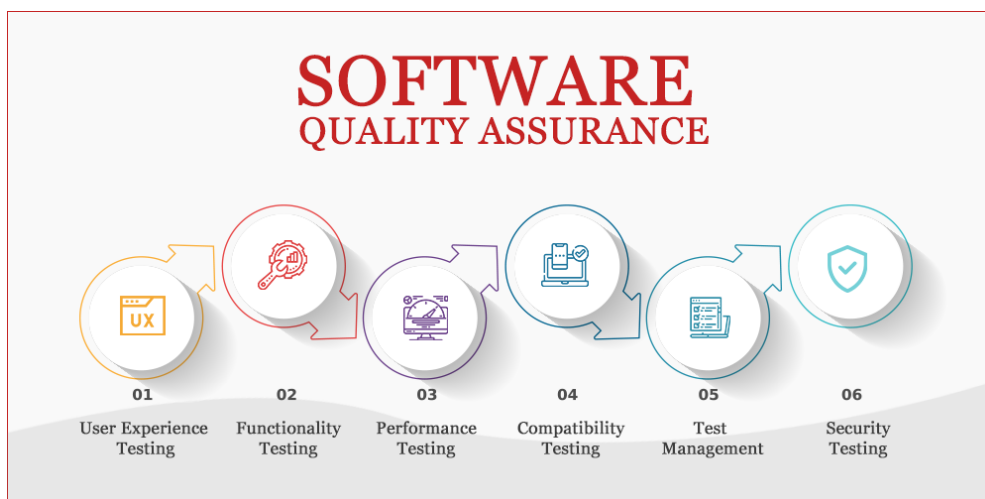 SOFTWARE
QUALITY ASSURANCE
UX
01
User Experience
Testing
02
Functionality
Testing
03
Performance
Testing
04
Compatibility
Testing
05
Test
Management
06
Security
Testing